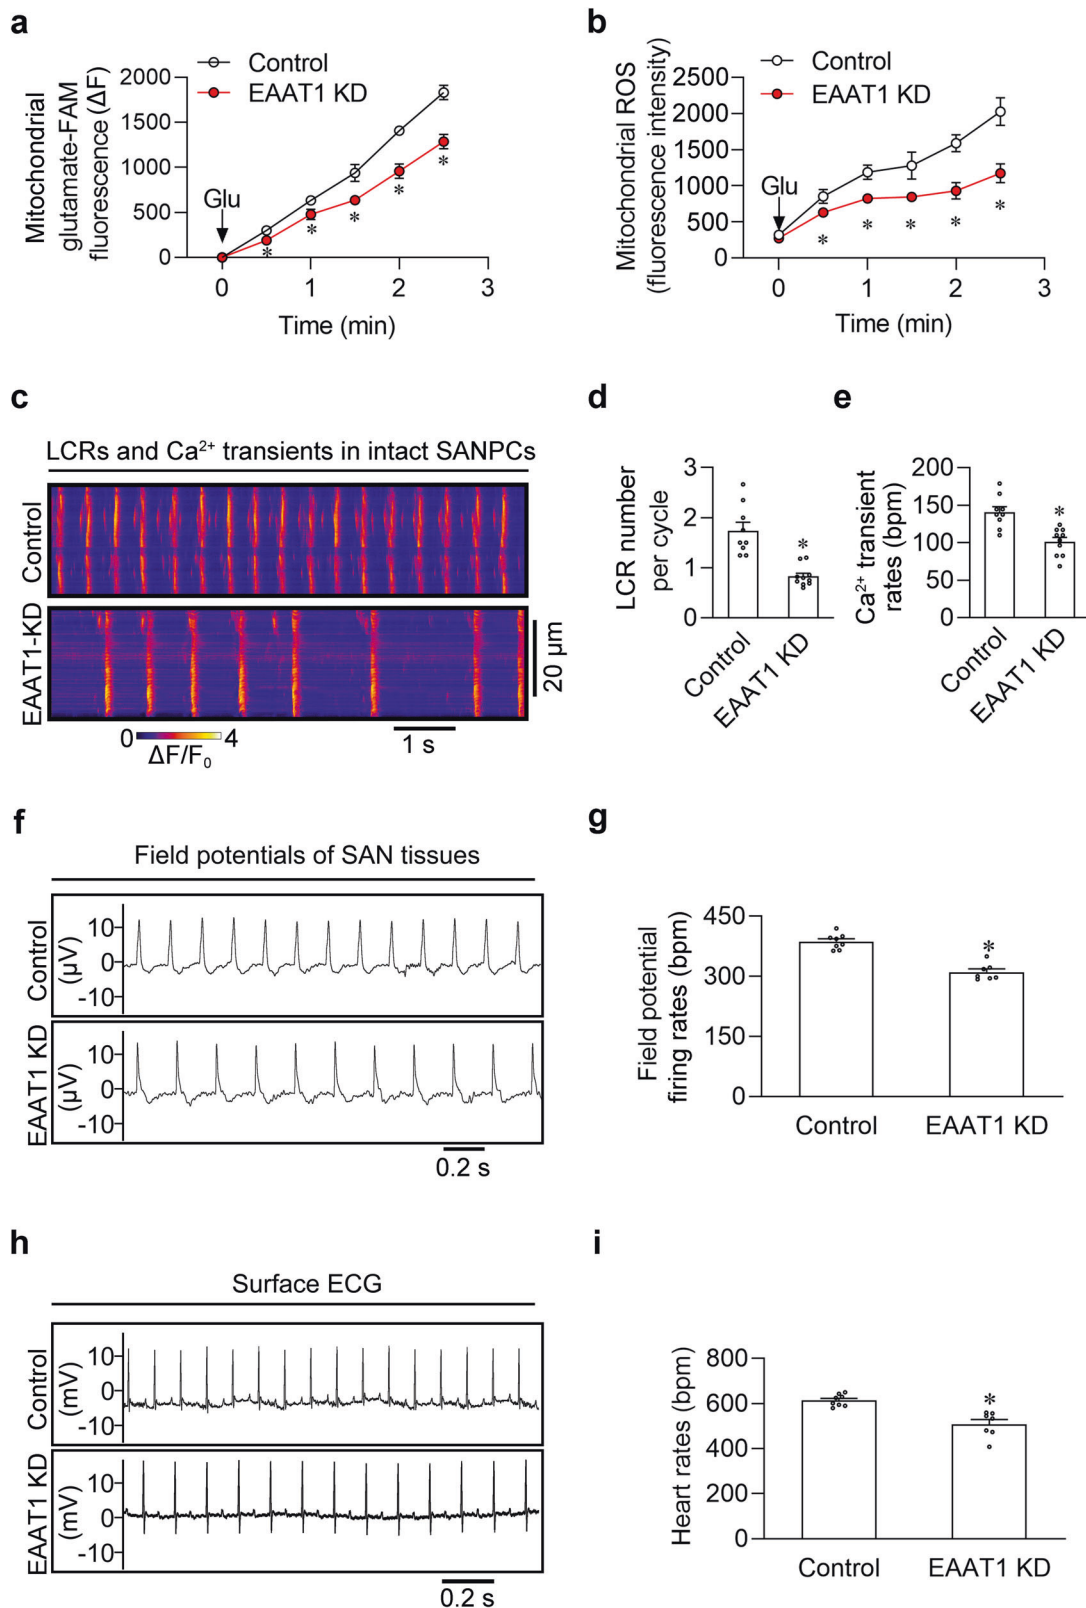 a
Control
EAAT1 KD
Mitochondrial
glutamate-FAM
fluorescence (ΔF)
2000
1500
1000
500
0
Glu
*
*
*
*
*
0
1
2
3
Time (min)
b
Control
EAAT1 KD
Mitochondrial ROS
(fluorescence intensity)
2500
2000
1500
1000
500
0
Glu
*
*
*
*
*
0
1
2
3
Time (min)
c
LCRs and Ca²⁺ transients in intact SANPCs
Control
EAAT1-KD
20 µm
0
4
ΔF/F₀
1 s
d
LCR number
per cycle
3
2
1
0
*
Control
EAAT1 KD
e
Ca²⁺ transient
rates (bpm)
200
150
100
50
0
*
Control
EAAT1 KD
f
Field potentials of SAN tissues
Control
(µV)
10
0
-10
EAAT1 KD
(µV)
10
0
-10
0.2 s
g
Field potential
firing rates (bpm)
450
300
150
0
*
Control
EAAT1 KD
h
Surface ECG
Control
(mV)
10
0
-10
EAAT1 KD
(mV)
10
0
-10
0.2 s
i
Heart rates (bpm)
800
600
400
200
0
*
Control
EAAT1 KD